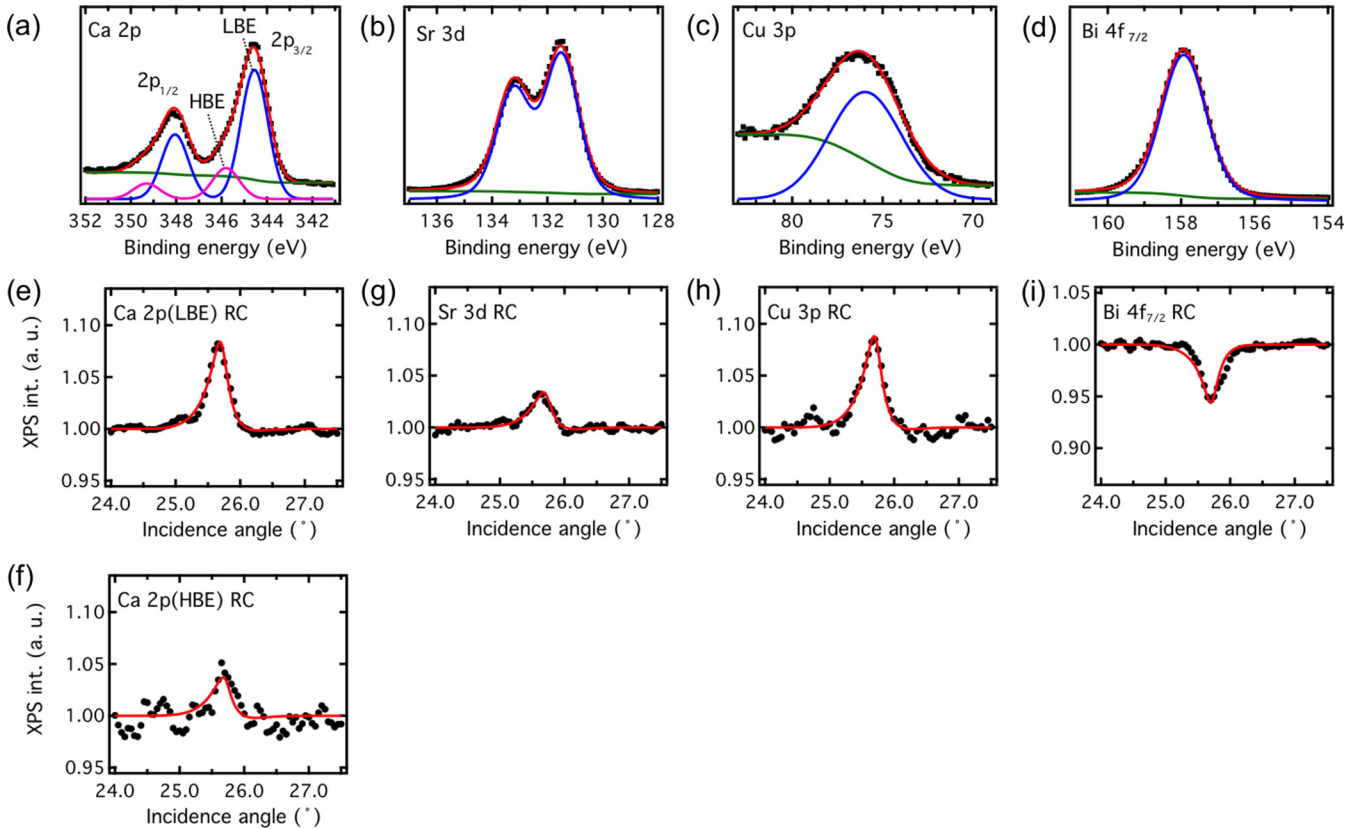 (a)
Ca 2p
LBE
2p3/2
2p1/2
HBE
352 350 348 346 344 342
Binding energy (eV)
(b)
Sr 3d
136 134 132 130 128
Binding energy (eV)
(c)
Cu 3p
80 75 70
Binding energy (eV)
(d)
Bi 4f 7/2
160 158 156 154
Binding energy (eV)
(e)
Ca 2p(LBE) RC
XPS int. (a. u.)
1.10
1.05
1.00
0.95
24.0 25.0 26.0 27.0
Incidence angle (°)
(g)
Sr 3d RC
1.10
1.05
1.00
0.95
24.0 25.0 26.0 27.0
Incidence angle (°)
(h)
Cu 3p RC
1.10
1.05
1.00
0.95
24.0 25.0 26.0 27.0
Incidence angle (°)
(i)
Bi 4f7/2 RC
1.05
1.00
0.95
0.90
24.0 25.0 26.0 27.0
Incidence angle (°)
(f)
Ca 2p(HBE) RC
XPS int. (a. u.)
1.10
1.05
1.00
0.95
24.0 25.0 26.0 27.0
Incidence angle (°)